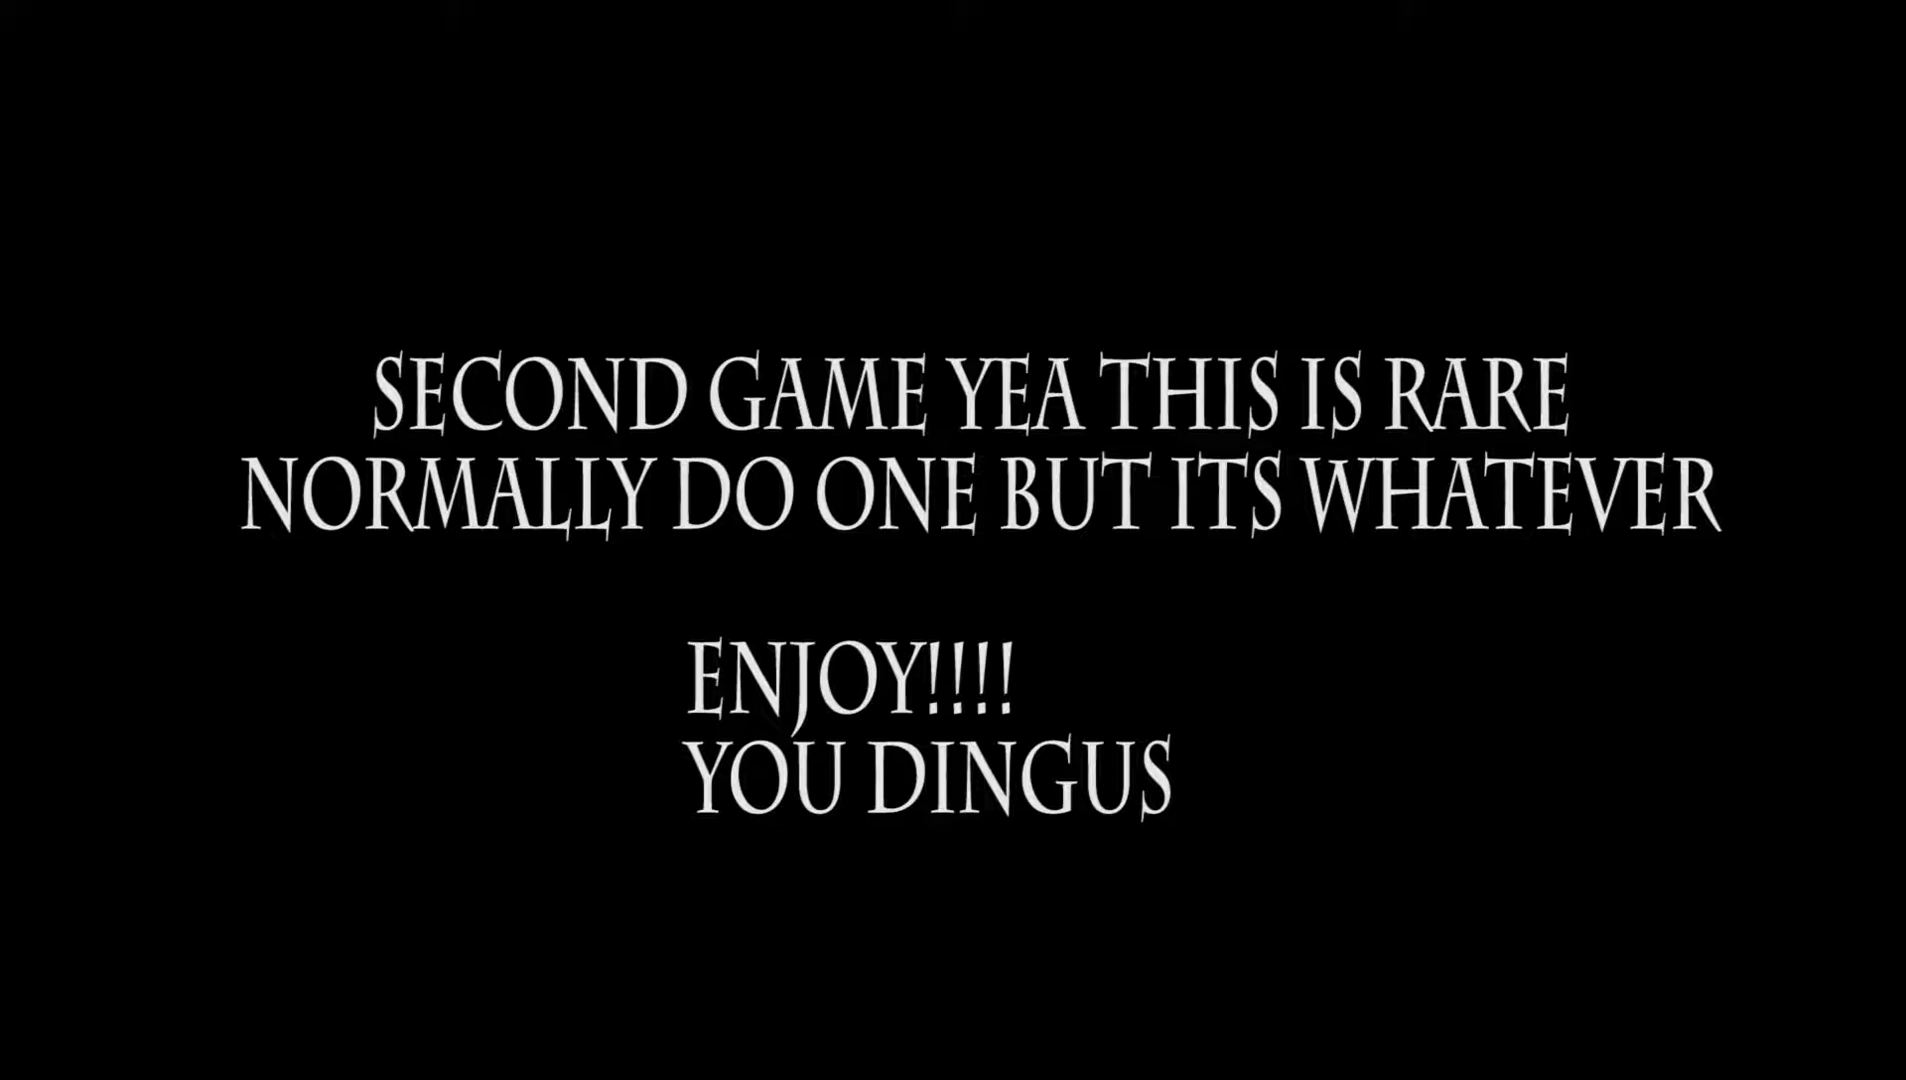 SECOND GAME YEA THIS IS RARE
NORMALLY DO ONE BUT ITS WHATEVER
ENJOY!!!!
YOU DINGUS